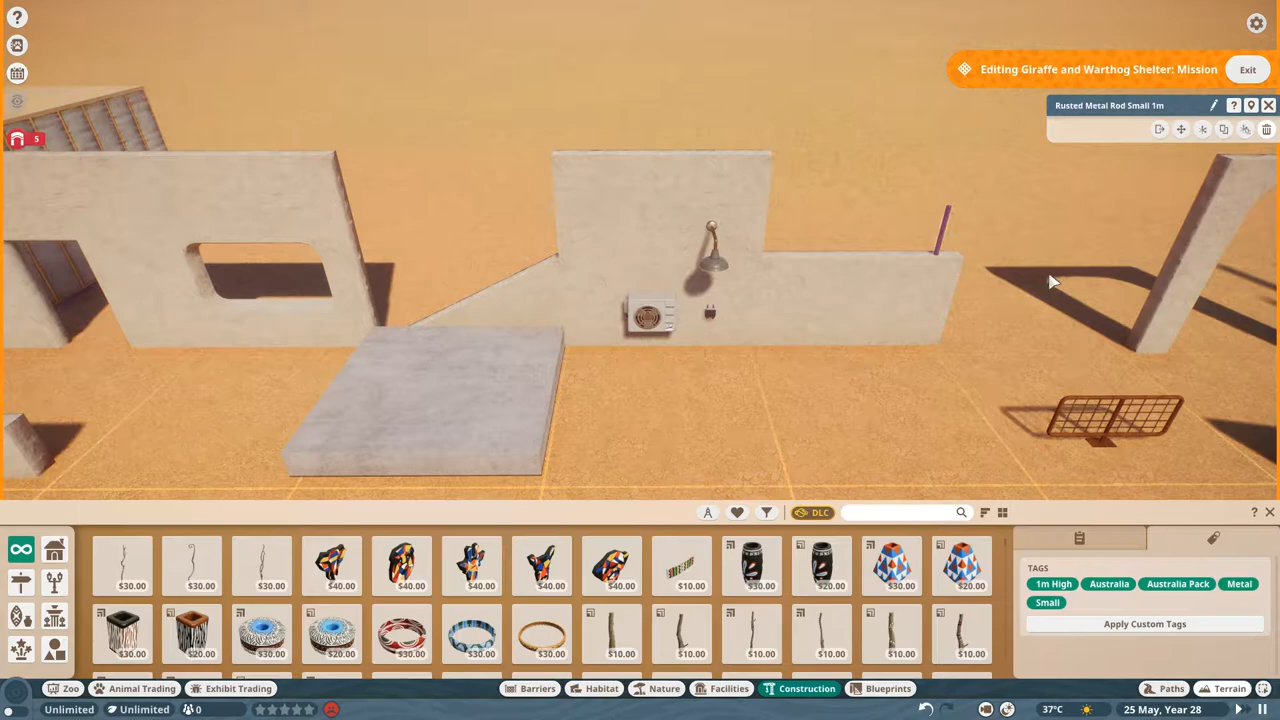 ?
Editing Giraffe and Warthog Shelter: Mission
Exit
Rusted Metal Rod Small 1m
?
5
DLC
?
$30.00 $30.00 $30.00 $40.00 $40.00 $40.00 $40.00 $40.00 $10.00 $30.00 $20.00 $30.00 $20.00
$30.00 $20.00 $30.00 $20.00 $30.00 $30.00 $30.00 $10.00 $10.00 $10.00 $10.00 $10.00 $10.00
TAGS
1m High Australia Australia Pack Metal
Small
Apply Custom Tags
Zoo Animal Trading Exhibit Trading Barriers Habitat Nature Facilities Construction Blueprints Paths Terrain
Unlimited Unlimited 0 37°C 25 May, Year 28